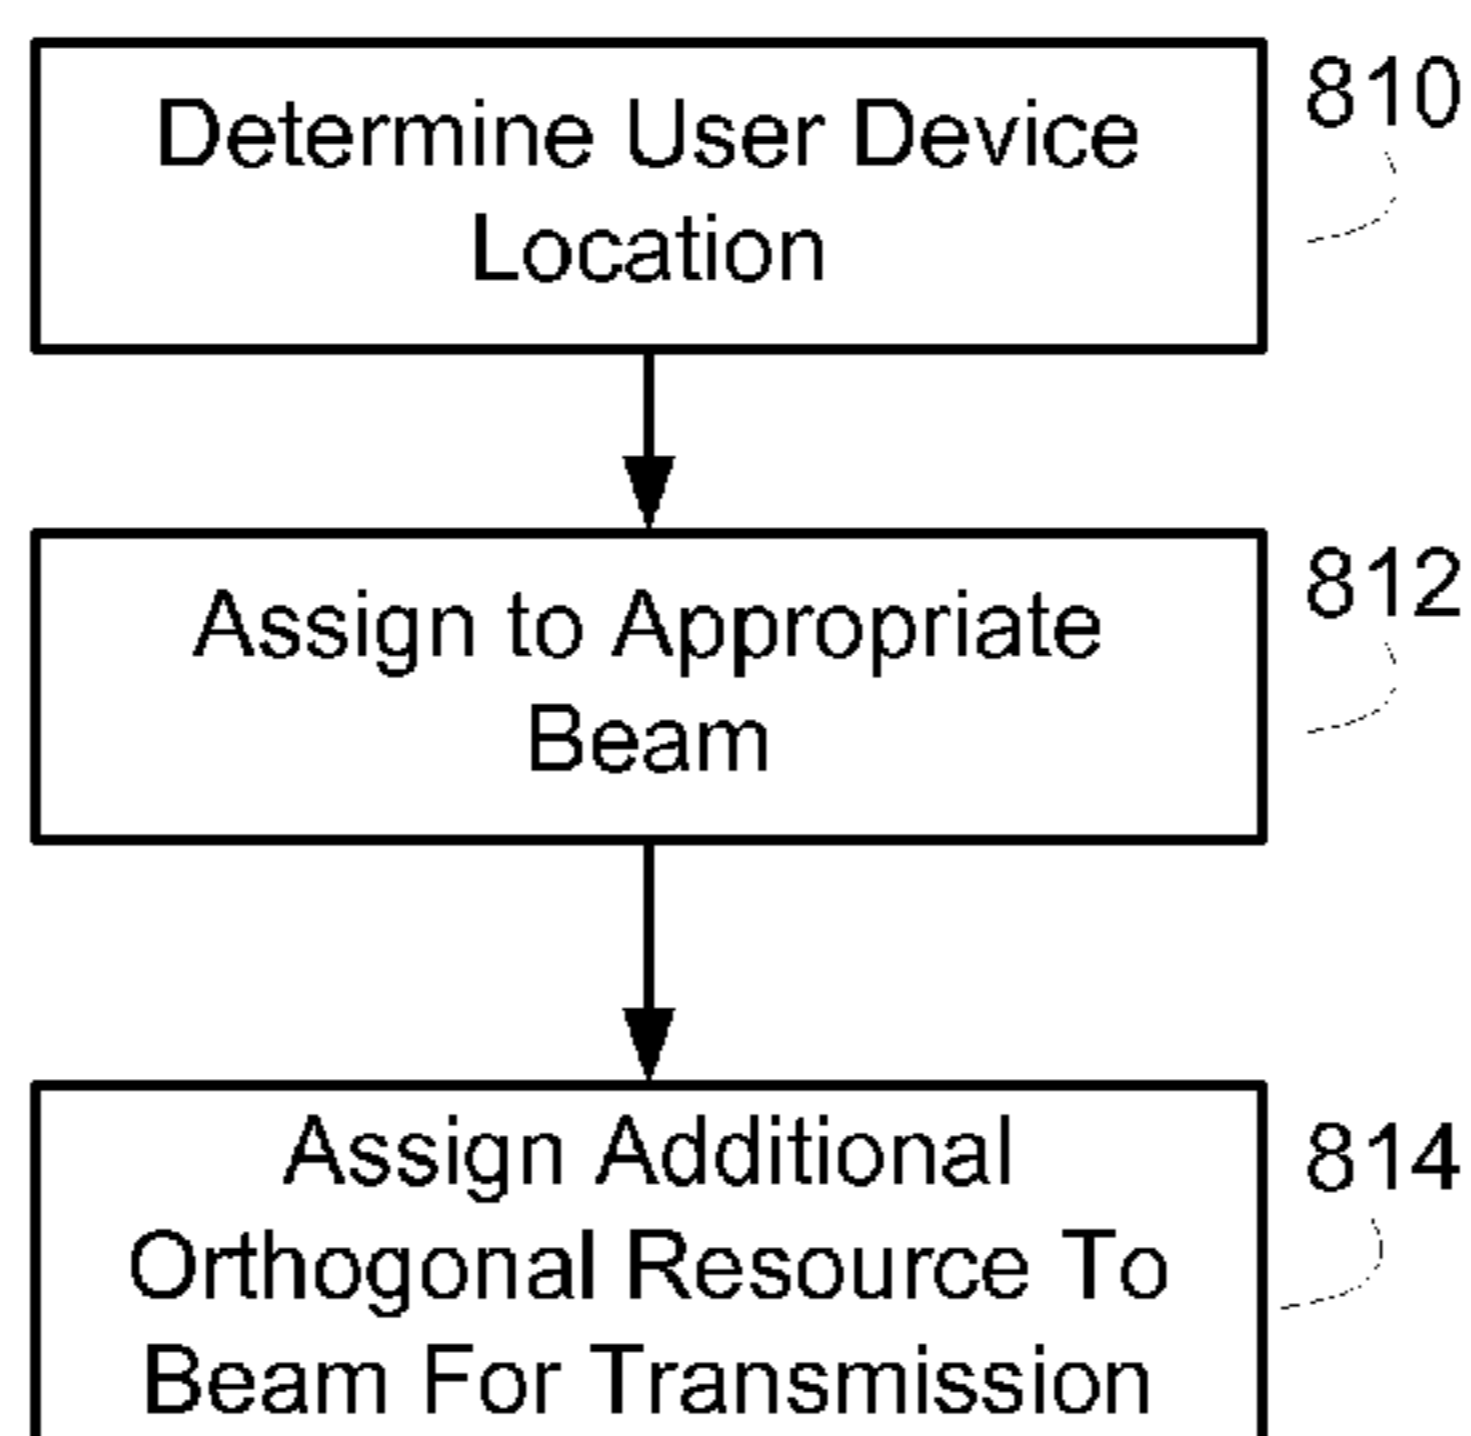 Determine User Device
Location
810
Assign to Appropriate
Beam
812
Assign Additional
Orthogonal Resource To
Beam For Transmission
814